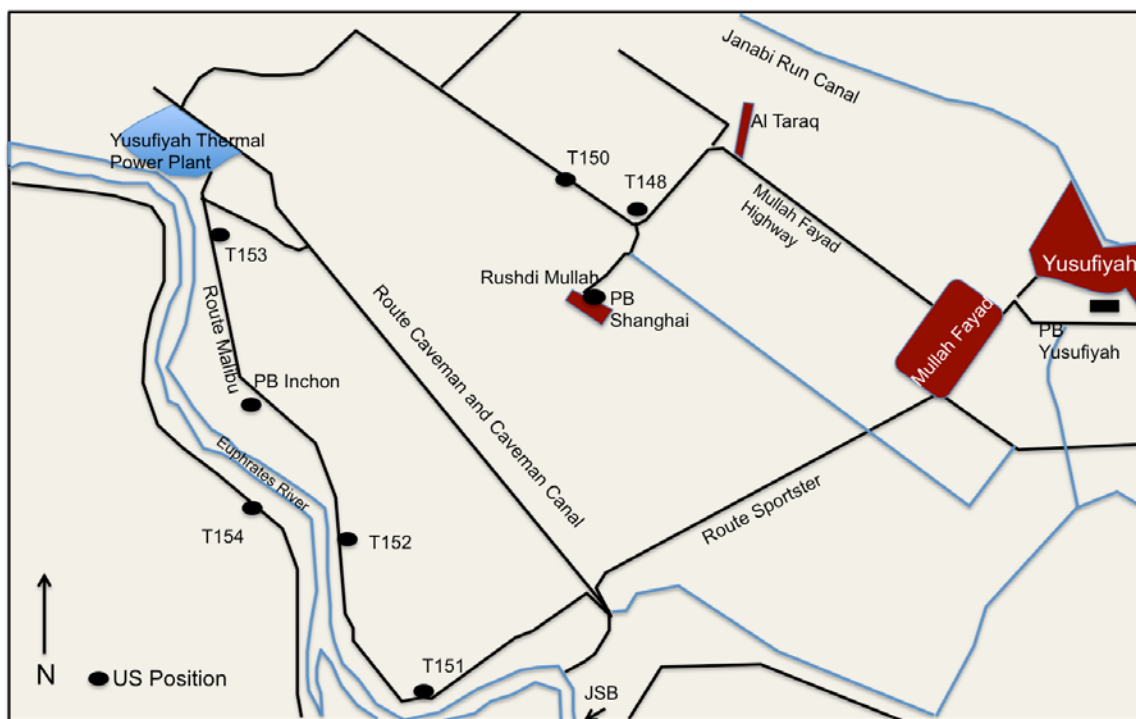 Janabi Run Canal
Yusufiyah Thermal
Power Plant
Al Taraq
T150
T148
Mullah Fayad
Highway
T153
Yusufiyah
Rushdi Mullah
PB
Shanghai
Route Malibu
Route Caveman and Caveman Canal
Mullah Fayad
PB
Yusufiyah
PB Inchon
Euphrates River
Route Sportster
T154
T152
T151
JSB
N
US Position